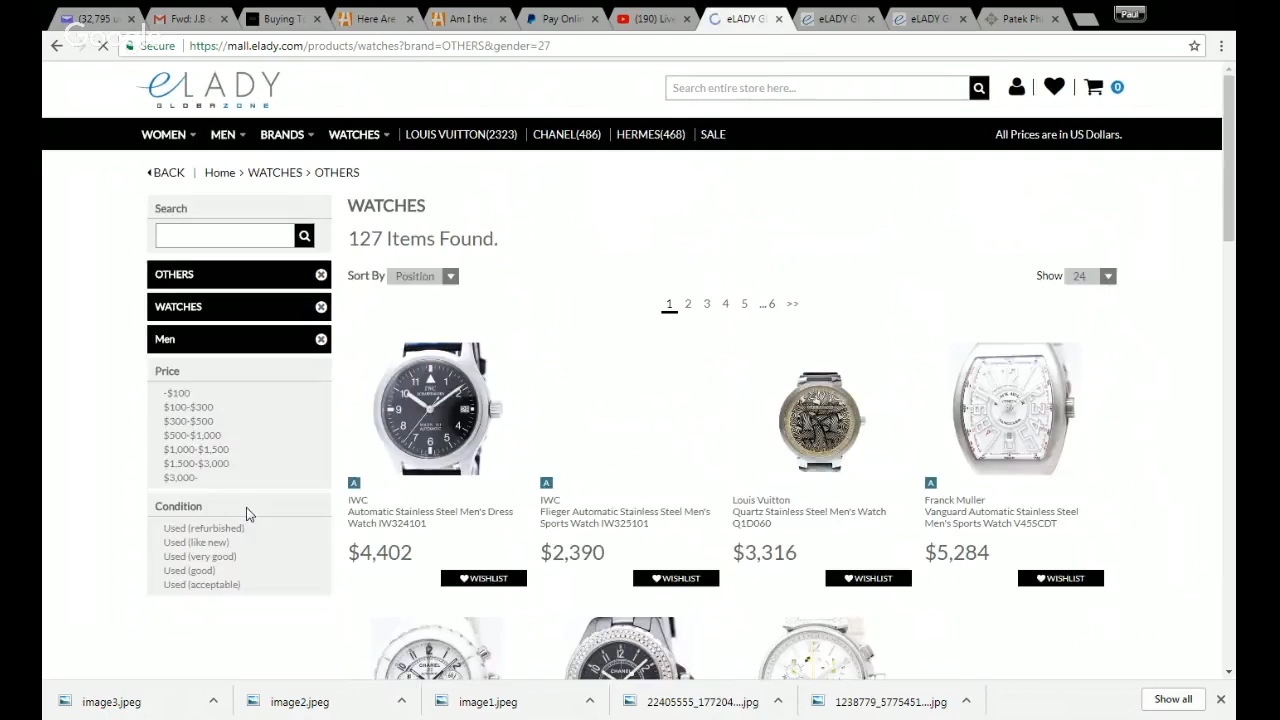 (32,795 u
Fwd: J.B c
Buying To
Here Are
Am I the
Pay Onlin
(190) Live
eLADY Gl
eLADY Gl
eLADY G
Patek Phi
Paul
Secure
https://mall.elady.com/products/watches?brand=OTHERS&gender=27
eLADY
GLOBAZONE
Search entire store here...
0
WOMEN MEN BRANDS WATCHES LOUIS VUITTON(2323) CHANEL(486) HERMES(468) SALE All Prices are in US Dollars.
BACK | Home > WATCHES > OTHERS
Search
OTHERS
WATCHES
Men
Price
-$100
$100-$300
$300-$500
$500-$1,000
$1,000-$1,500
$1,500-$3,000
$3,000-
Condition
Used (refurbished)
Used (like new)
Used (very good)
Used (good)
Used (acceptable)
WATCHES
127 Items Found.
Sort By Position
Show 24
1 2 3 4 5 ... 6 >>
A
IWC
Automatic Stainless Steel Men's Dress
Watch IW324101
$4,402
WISHLIST
A
IWC
Flieger Automatic Stainless Steel Men's
Sports Watch IW325101
$2,390
WISHLIST
Louis Vuitton
Quartz Stainless Steel Men's Watch
Q1D060
$3,316
WISHLIST
A
Franck Muller
Vanguard Automatic Stainless Steel
Men's Sports Watch V45SCDT
$5,284
WISHLIST
image3.jpeg
image2.jpeg
image1.jpeg
22405555_177204....jpg
1238779_5775451....jpg
Show all